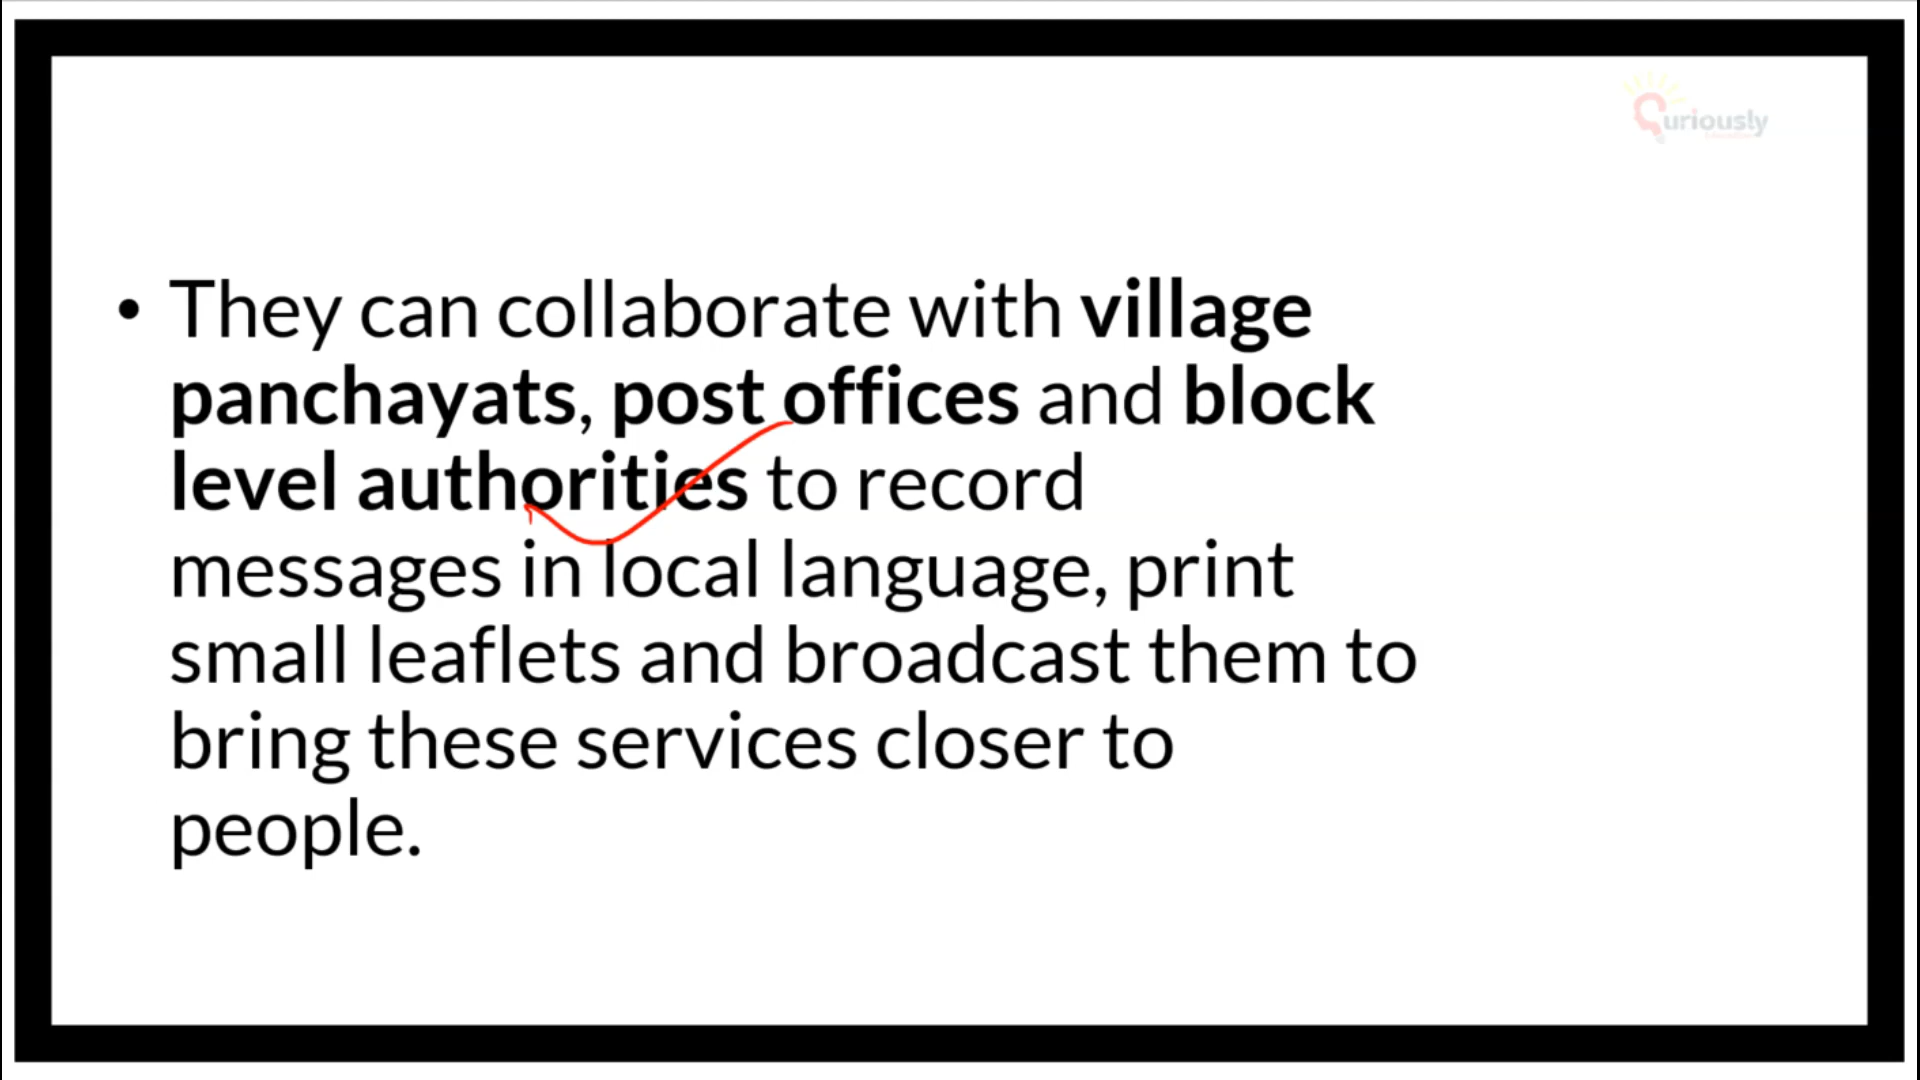 uriously
• They can collaborate with village
panchayats, post offices and block
level authorities to record
messages in local language, print
small leaflets and broadcast them to
bring these services closer to
people.